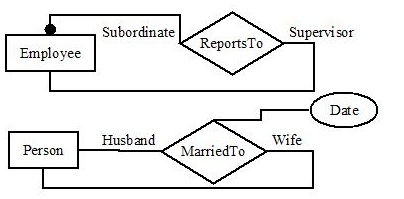 Subordinate Supervisor
Employee ReportsTo
Date
Husband Wife
Person MarriedTo